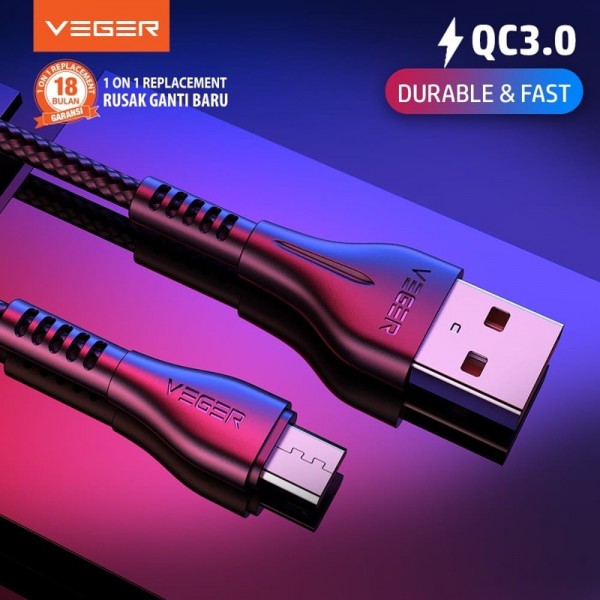 VEGER
1 ON 1 REPLACEMENT
18
BULAN
GARANSI
1 ON 1 REPLACEMENT
RUSAK GANTI BARU
QC3.0
DURABLE & FAST
VEGER
VEGER